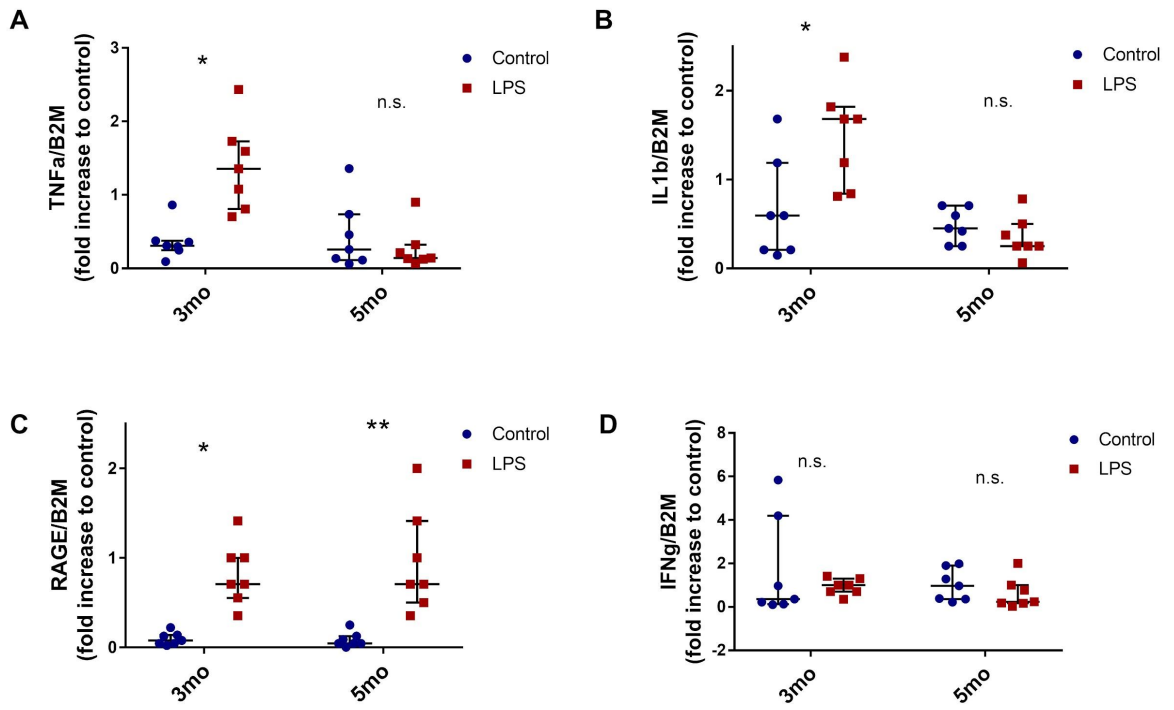 A
TNFa/B2M
(fold increase to control)
3
2
1
0
*
n.s.
3mo
5mo
Control
LPS
B
IL1b/B2M
(fold increase to control)
2
1
0
*
n.s.
3mo
5mo
Control
LPS
C
RAGE/B2M
(fold increase to control)
2
1
0
*
**
3mo
5mo
Control
LPS
D
IFNg/B2M
(fold increase to control)
8
6
4
2
0
-2
n.s.
n.s.
3mo
5mo
Control
LPS